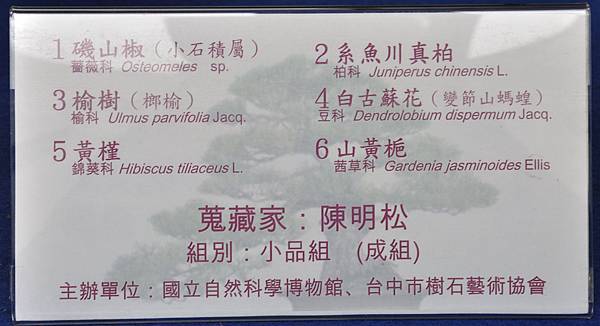 1磯山椒(小石積屬)
薔薇科 Osteomeles sp.
2系魚川真柏
柏科 Juniperus chinensis L.
3榆樹(榔榆)
榆科 Ulmus parvifolia Jacq.
4白古蘇花(變節山螞蝗)
豆科 Dendrolobium dispermum Jacq.
5黃槿
錦葵科 Hibiscus tiliaceus L.
6山黃梔
茜草科 Gardenia jasminoides Ellis
蒐藏家:陳明松
組別:小品組 (成組)
主辦單位:國立自然科學博物館、台中市樹石藝術協會